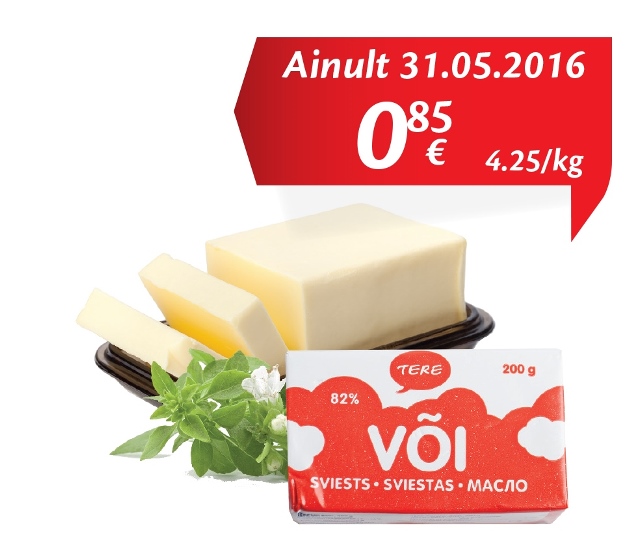 Ainult 31.05.2016
0 85 €
4.25/kg
TERE
200 g
82%
VÕI
SVIESTS • SVIESTAS • МАСЛО